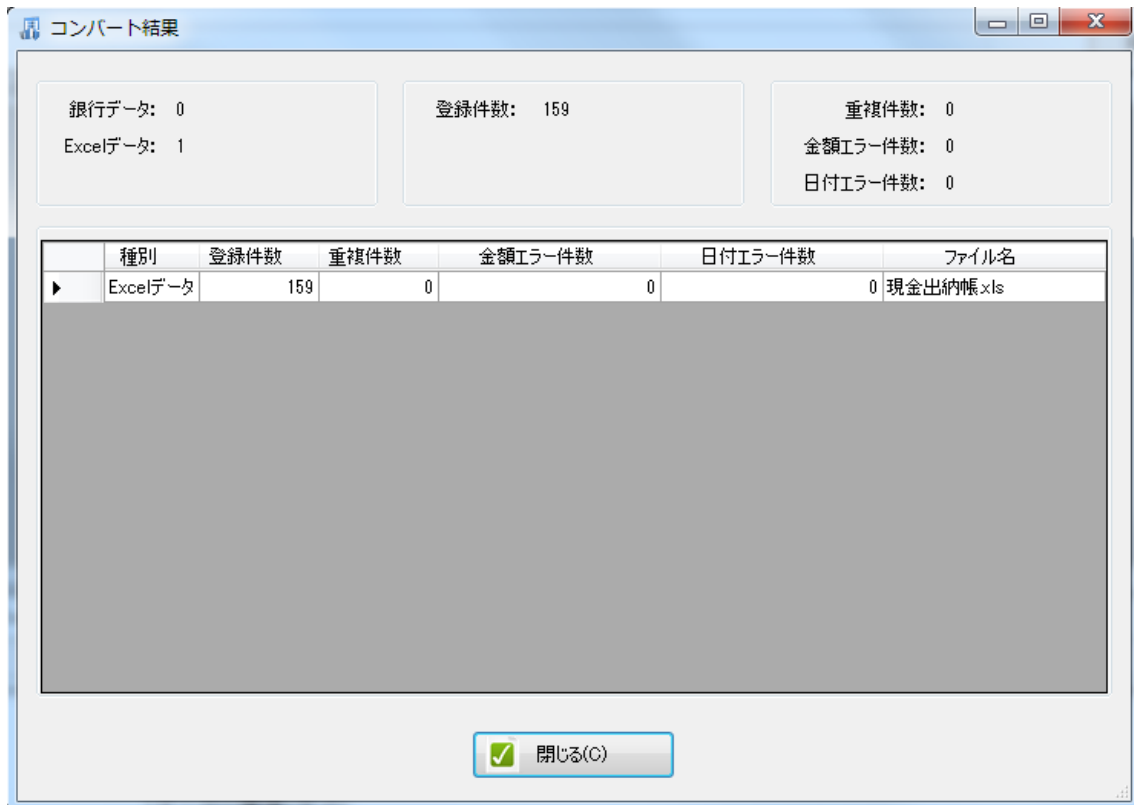 コンバート結果
銀行データ: 0
Excelデータ: 1
登録件数: 159
重複件数: 0
金額エラー件数: 0
日付エラー件数: 0
種別 登録件数 重複件数 金額エラー件数 日付エラー件数 ファイル名
Excelデータ 159 0 0 0 現金出納帳.xls
閉じる(C)